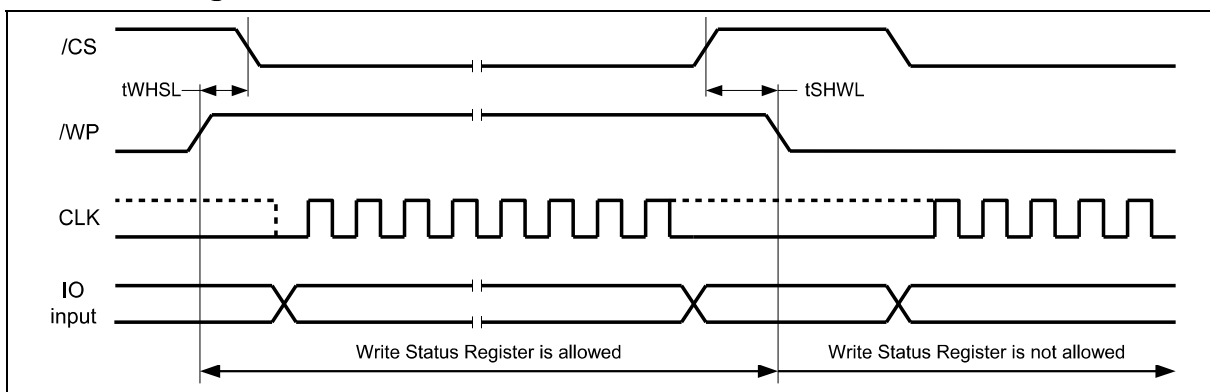 /CS
tWHSL
tSHWL
/WP
CLK
IO
input
Write Status Register is allowed
Write Status Register is not allowed